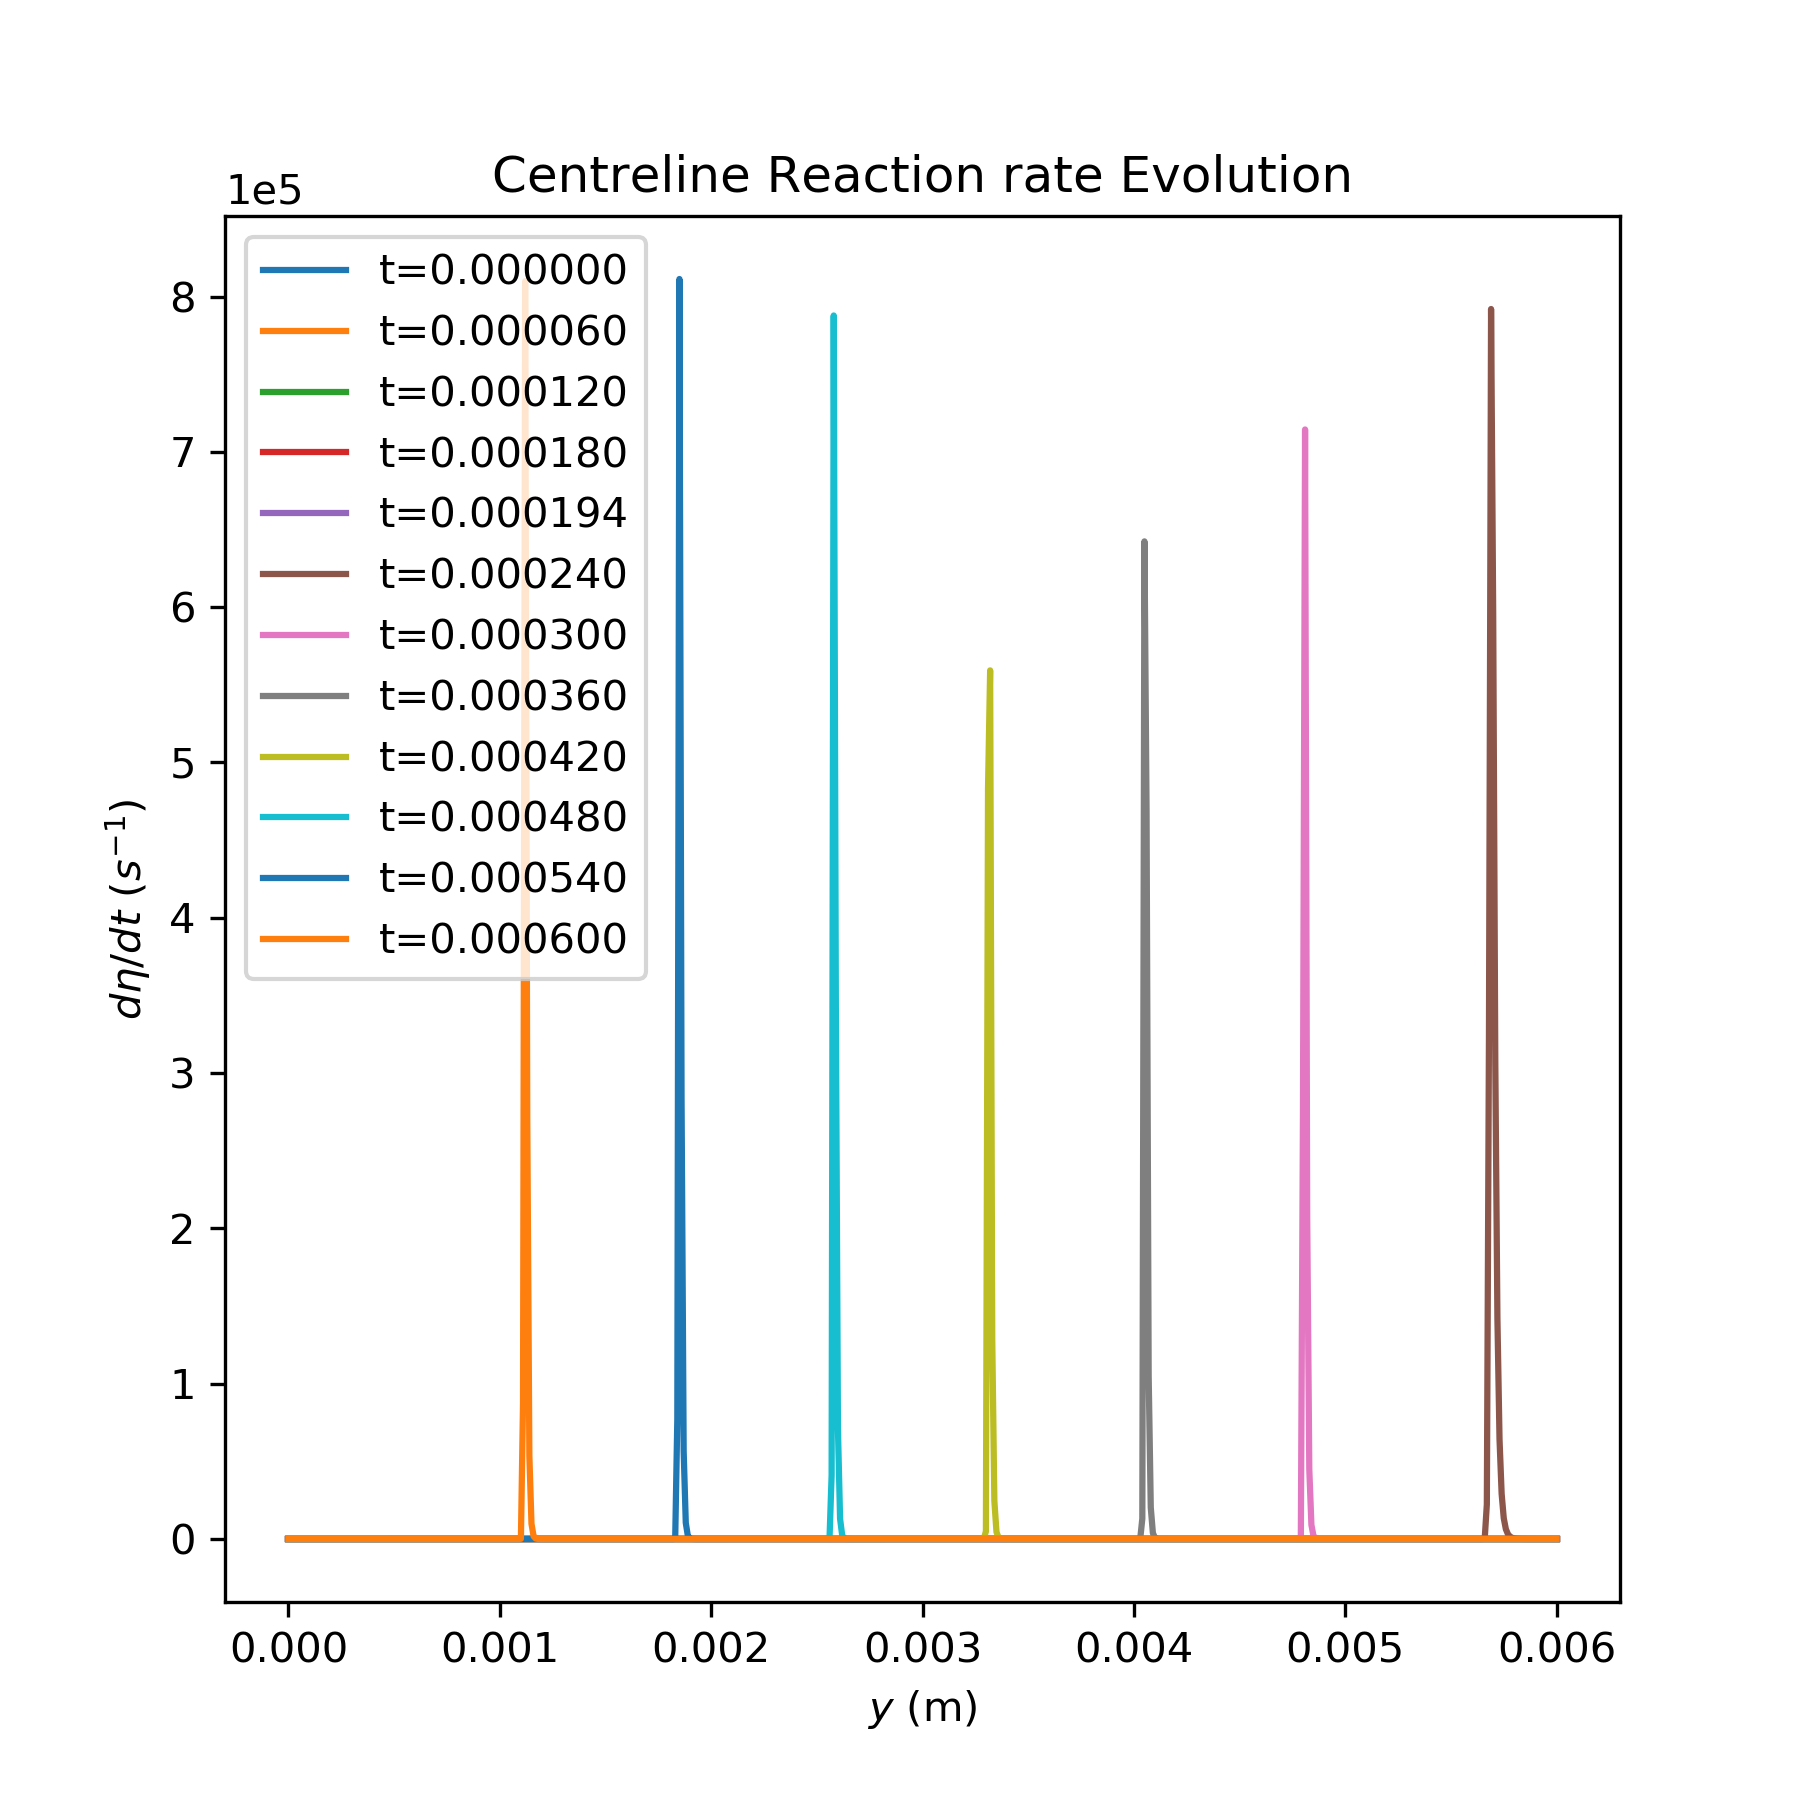 Centreline Reaction rate Evolution
1e5
t=0.000000
t=0.000060
t=0.000120
t=0.000180
t=0.000194
t=0.000240
t=0.000300
t=0.000360
t=0.000420
t=0.000480
t=0.000540
t=0.000600
8
7
6
5
4
3
2
1
0
dη/dt (s⁻¹)
0.000 0.001 0.002 0.003 0.004 0.005 0.006
y (m)